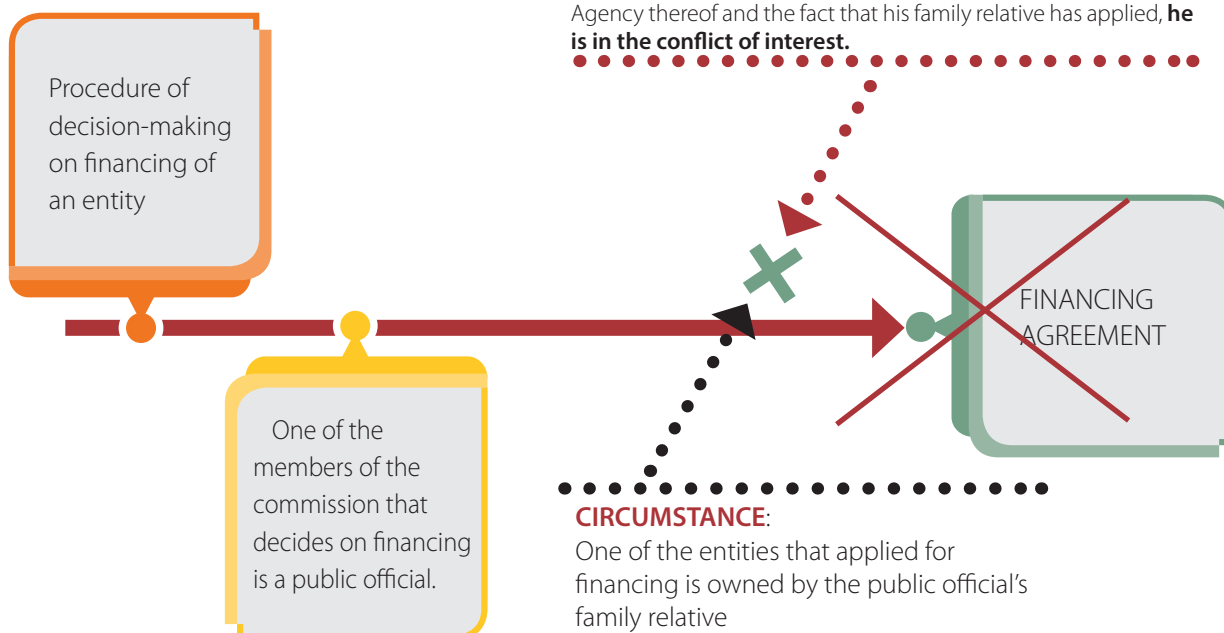 Agency thereof and the fact that his family relative has applied, he
is in the conflict of interest.
Procedure of
decision-making
on financing of
an entity
FINANCING
AGREEMENT
One of the
members of the
commission that
decides on financing
is a public official.
CIRCUMSTANCE:
One of the entities that applied for
financing is owned by the public official’s
family relative